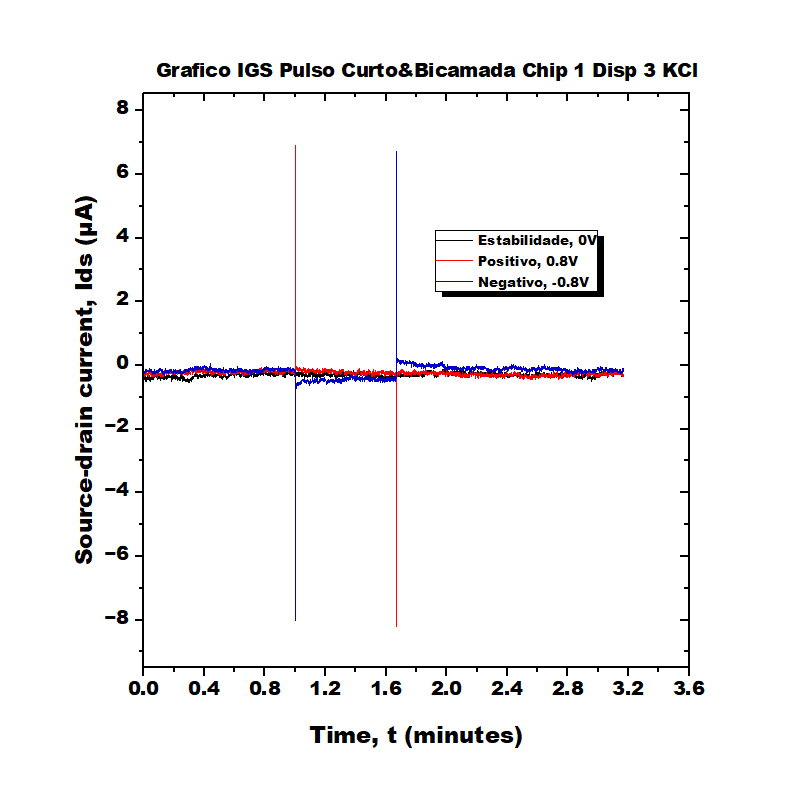 Grafico IGS Pulso Curto&Bicamada Chip 1 Disp 3 KCl
8
6
4
2
0
−2
−4
−6
−8
Source-drain current, Ids (µA)
Estabilidade, 0V
Positivo, 0.8V
Negativo, -0.8V
0.0 0.4 0.8 1.2 1.6 2.0 2.4 2.8 3.2 3.6
Time, t (minutes)